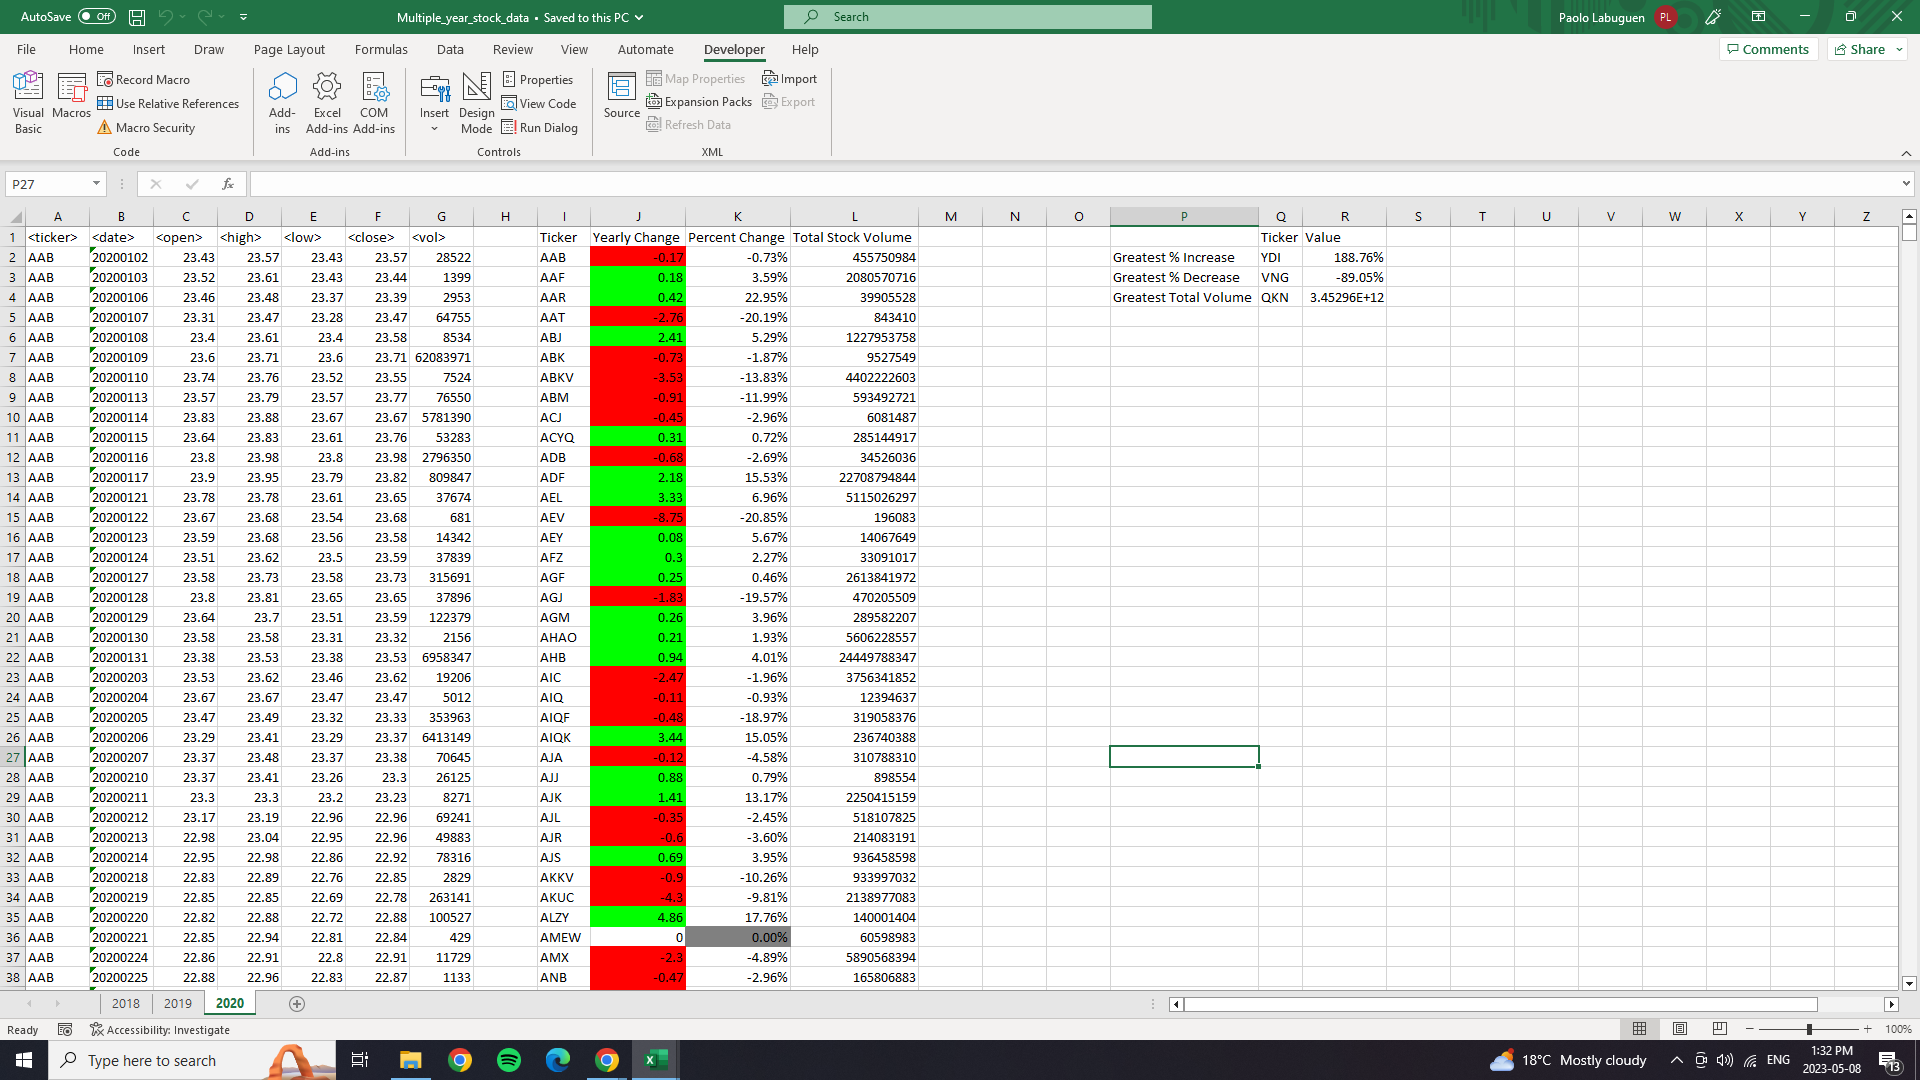 AutoSave Off Multiple_year_stock_data • Saved to this PC Search Paolo Labuguen PL
File Home Insert Draw Page Layout Formulas Data Review View Automate Developer Help Comments Share
Visual Basic Macros Record Macro Use Relative References Macro Security Code
Add-ins Excel Add-ins COM Add-ins Add-ins
Insert Design Mode Properties View Code Run Dialog Controls
Source Map Properties Expansion Packs Refresh Data Import Export XML
P27 fx
A B C D E F G H I J K L M N O P Q R S T U V W X Y Z
1 <ticker> <date> <open> <high> <low> <close> <vol> Ticker Yearly Change Percent Change Total Stock Volume Ticker Value
2 AAB 20200102 23.43 23.57 23.43 23.57 28522 AAB -0.17 -0.73% 455750984 Greatest % Increase YDI 188.76%
3 AAB 20200103 23.52 23.61 23.43 23.44 1399 AAF 0.18 3.59% 2080570716 Greatest % Decrease VNG -89.05%
4 AAB 20200106 23.46 23.48 23.37 23.39 2953 AAR 0.42 22.95% 39905528 Greatest Total Volume QKN 3.45296E+12
5 AAB 20200107 23.31 23.47 23.28 23.47 64755 AAT -2.76 -20.19% 843410
6 AAB 20200108 23.4 23.61 23.4 23.58 8534 ABJ 2.41 5.29% 1227953758
7 AAB 20200109 23.6 23.71 23.6 23.71 62083971 ABK -0.73 -1.87% 9527549
8 AAB 20200110 23.74 23.76 23.52 23.55 7524 ABKV -3.53 -13.83% 4402222603
9 AAB 20200113 23.57 23.79 23.57 23.77 76550 ABM -0.91 -11.99% 593492721
10 AAB 20200114 23.83 23.88 23.67 23.67 5781390 ACJ -0.45 -2.96% 6081487
11 AAB 20200115 23.64 23.83 23.61 23.76 53283 ACYQ 0.31 0.72% 285144917
12 AAB 20200116 23.8 23.98 23.8 23.98 2796350 ADB -0.68 -2.69% 34526036
13 AAB 20200117 23.9 23.95 23.79 23.82 809847 ADF 2.18 15.53% 22708794844
14 AAB 20200121 23.78 23.78 23.61 23.65 37674 AEL 3.33 6.96% 5115026297
15 AAB 20200122 23.67 23.68 23.54 23.68 681 AEV -8.75 -20.85% 196083
16 AAB 20200123 23.59 23.68 23.56 23.58 14342 AEY 0.08 5.67% 14067649
17 AAB 20200124 23.51 23.62 23.5 23.59 37839 AFZ 0.3 2.27% 33091017
18 AAB 20200127 23.58 23.73 23.58 23.73 315691 AGF 0.25 0.46% 2613841972
19 AAB 20200128 23.8 23.81 23.65 23.65 37896 AGJ -1.83 -19.57% 470205509
20 AAB 20200129 23.64 23.7 23.51 23.59 122379 AGM 0.26 3.96% 289582207
21 AAB 20200130 23.58 23.58 23.31 23.32 2156 AHAO 0.21 1.93% 5606228557
22 AAB 20200131 23.38 23.53 23.38 23.53 6958347 AHB 0.94 4.01% 24449788347
23 AAB 20200203 23.53 23.62 23.46 23.62 19206 AIC -2.47 -1.96% 3756341852
24 AAB 20200204 23.67 23.67 23.47 23.47 5012 AIQ -0.11 -0.93% 12394637
25 AAB 20200205 23.47 23.49 23.32 23.33 353963 AIQF -0.48 -18.97% 319058376
26 AAB 20200206 23.29 23.41 23.29 23.37 6413149 AIQK 3.44 15.05% 236740388
27 AAB 20200207 23.37 23.48 23.37 23.38 70645 AJA -0.12 -4.58% 310788310
28 AAB 20200210 23.37 23.41 23.26 23.3 26125 AJJ 0.88 0.79% 898554
29 AAB 20200211 23.3 23.3 23.2 23.23 8271 AJK 1.41 13.17% 2250415159
30 AAB 20200212 23.17 23.19 22.96 22.96 69241 AJL -0.35 -2.45% 518107825
31 AAB 20200213 22.98 23.04 22.95 22.96 49883 AJR -0.6 -3.60% 214083191
32 AAB 20200214 22.95 22.98 22.86 22.92 78316 AJS 0.69 3.95% 936458598
33 AAB 20200218 22.83 22.89 22.76 22.85 2829 AKKV -0.9 -10.26% 933997032
34 AAB 20200219 22.85 22.85 22.69 22.78 263141 AKUC -4.3 -9.81% 2138977083
35 AAB 20200220 22.82 22.88 22.72 22.88 100527 ALZY 4.86 17.76% 140001404
36 AAB 20200221 22.85 22.94 22.81 22.84 429 AMEW 0 0.00% 60598983
37 AAB 20200224 22.86 22.91 22.8 22.91 11729 AMX -2.3 -4.89% 5890568394
38 AAB 20200225 22.88 22.96 22.83 22.87 1133 ANB -0.47 -2.96% 165806883
2018 2019 2020
Ready Accessibility: Investigate 100%
Type here to search 18°C Mostly cloudy ENG 1:32 PM 2023-05-08 13